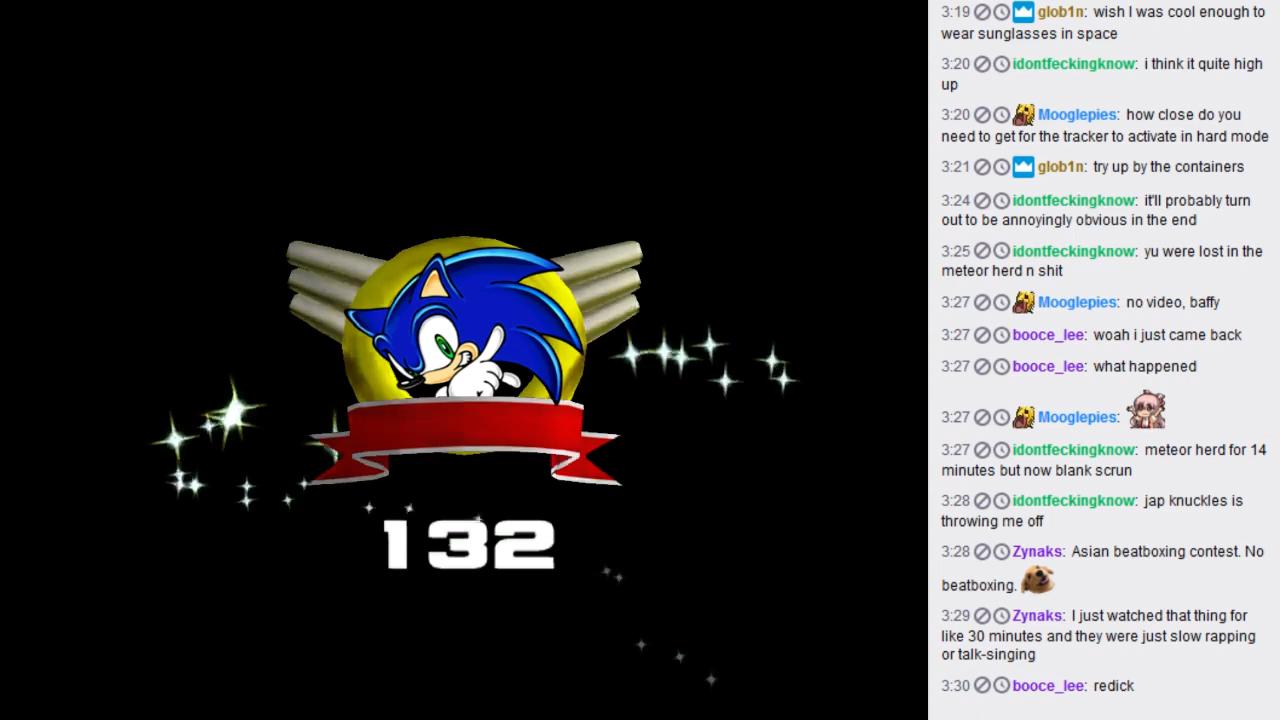 132
3:19 glob1n: wish I was cool enough to
wear sunglasses in space
3:20 idontfeckingknow: i think it quite high
up
3:20 Mooglepies: how close do you
need to get for the tracker to activate in hard mode
3:21 glob1n: try up by the containers
3:24 idontfeckingknow: it'll probably turn
out to be annoyingly obvious in the end
3:25 idontfeckingknow: yu were lost in the
meteor herd n shit
3:27 Mooglepies: no video, baffy
3:27 booce_lee: woah i just came back
3:27 booce_lee: what happened
3:27 Mooglepies:
3:27 idontfeckingknow: meteor herd for 14
minutes but now blank scrun
3:28 idontfeckingknow: jap knuckles is
throwing me off
3:28 Zynaks: Asian beatboxing contest. No
beatboxing.
3:29 Zynaks: I just watched that thing for
like 30 minutes and they were just slow rapping
or talk-singing
3:30 booce_lee: redick